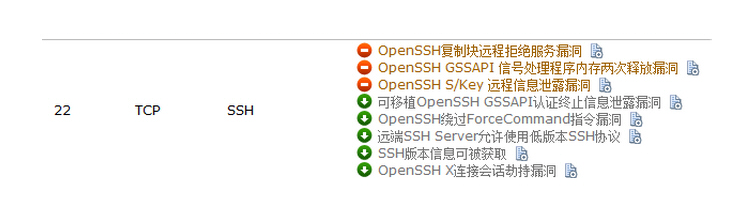 OpenSSH复制块远程拒绝服务漏洞
OpenSSH GSSAPI 信号处理程序内存两次释放漏洞
OpenSSH S/Key 远程信息泄露漏洞
可移植OpenSSH GSSAPI认证终止信息泄露漏洞
22 TCP SSH OpenSSH绕过ForceCommand指令漏洞
远端SSH Server允许使用低版本SSH协议
SSH版本信息可被获取
OpenSSH X连接会话劫持漏洞